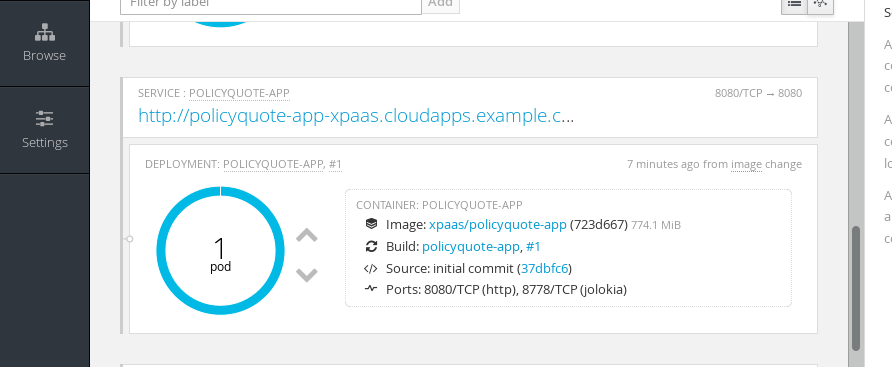 Filter by label
Add
Browse
Settings
SERVICE : POLICYQUOTE-APP
8080/TCP → 8080
http://policyquote-app-xpaas.cloudapps.example.c...
DEPLOYMENT: POLICYQUOTE-APP, #1
7 minutes ago from image change
1
pod
CONTAINER: POLICYQUOTE-APP
Image: xpaas/policyquote-app (723d667) 774.1 MiB
Build: policyquote-app, #1
Source: initial commit (37dbfc6)
Ports: 8080/TCP (http), 8778/TCP (jolokia)